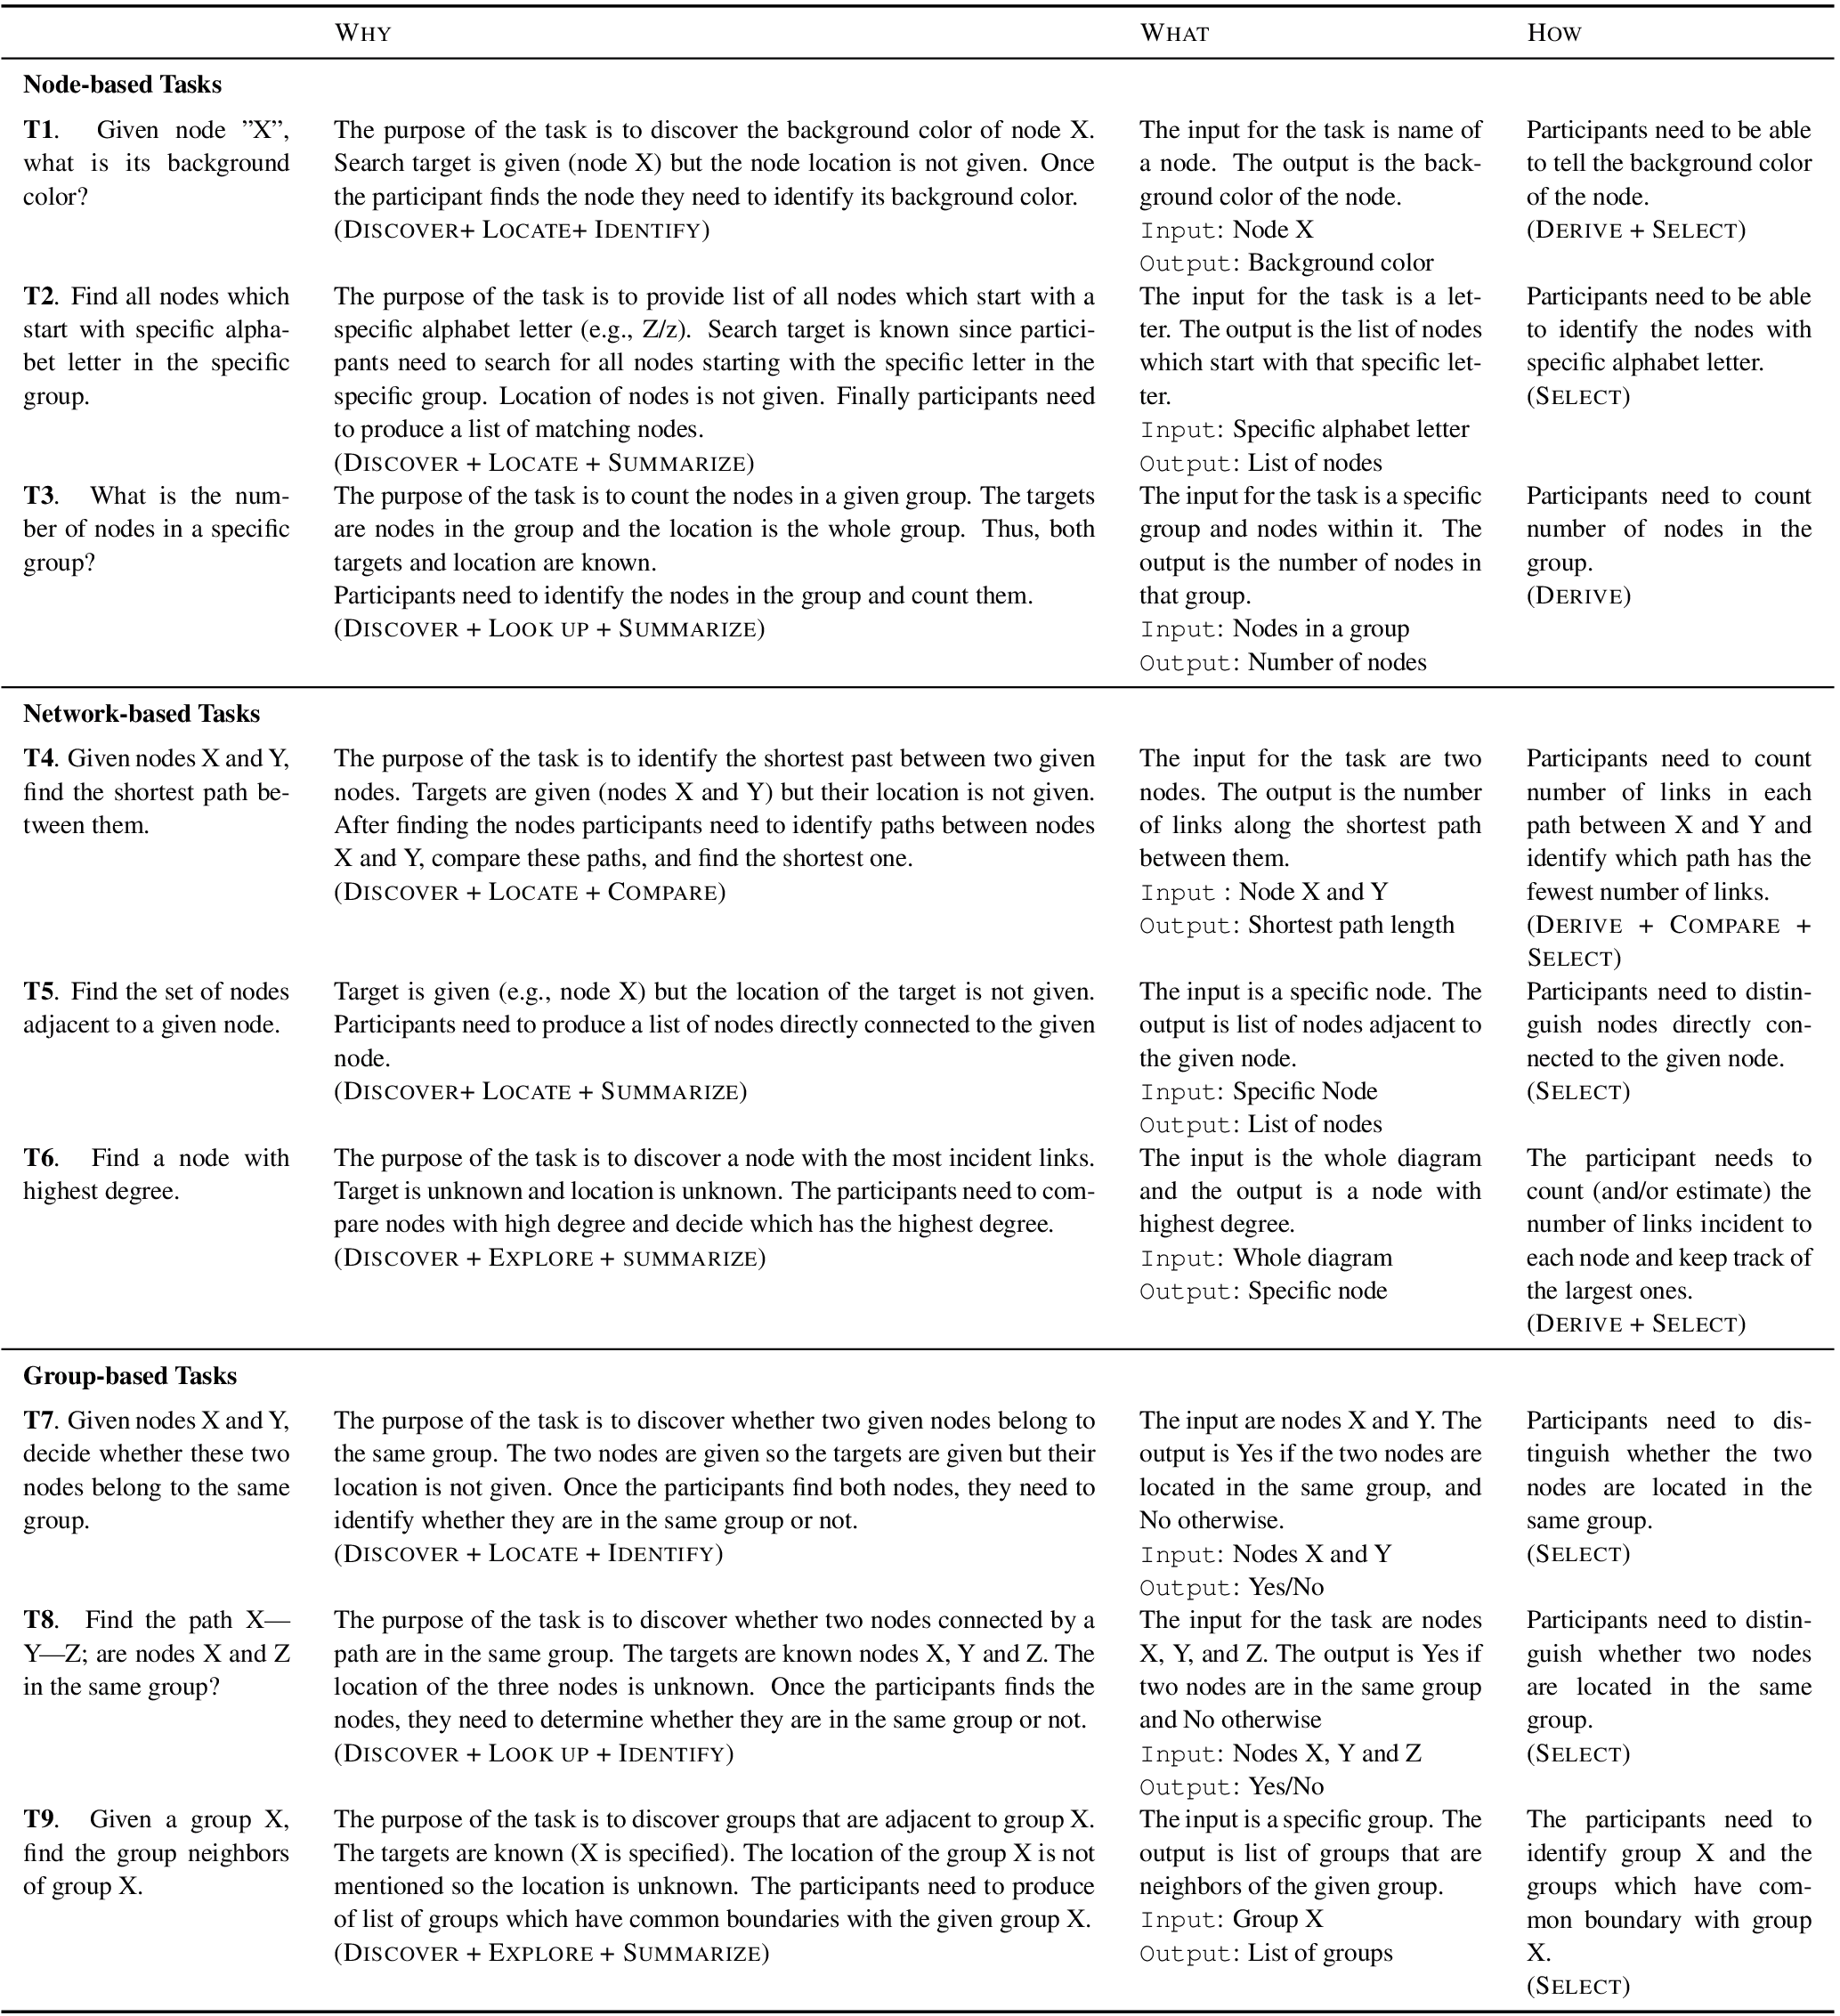 WHY WHAT HOW
Node-based Tasks
T1. Given node ”X”,
what is its background
color?
The purpose of the task is to discover the background color of node X.
Search target is given (node X) but the node location is not given. Once
the participant finds the node they need to identify its background color.
(DISCOVER+ LOCATE+ IDENTIFY)
The input for the task is name of
a node. The output is the back-
ground color of the node.
Input: Node X
Output: Background color
Participants need to be able
to tell the background color
of the node.
(DERIVE + SELECT)
T2. Find all nodes which
start with specific alpha-
bet letter in the specific
group.
The purpose of the task is to provide list of all nodes which start with a
specific alphabet letter (e.g., Z/z). Search target is known since partici-
pants need to search for all nodes starting with the specific letter in the
specific group. Location of nodes is not given. Finally participants need
to produce a list of matching nodes.
(DISCOVER + LOCATE + SUMMARIZE)
The input for the task is a let-
ter. The output is the list of nodes
which start with that specific let-
ter.
Input: Specific alphabet letter
Output: List of nodes
Participants need to be able
to identify the nodes with
specific alphabet letter.
(SELECT)
T3. What is the num-
ber of nodes in a specific
group?
The purpose of the task is to count the nodes in a given group. The targets
are nodes in the group and the location is the whole group. Thus, both
targets and location are known.
Participants need to identify the nodes in the group and count them.
(DISCOVER + LOOK UP + SUMMARIZE)
The input for the task is a specific
group and nodes within it. The
output is the number of nodes in
that group.
Input: Nodes in a group
Output: Number of nodes
Participants need to count
number of nodes in the
group.
(DERIVE)
Network-based Tasks
T4. Given nodes X and Y,
find the shortest path be-
tween them.
The purpose of the task is to identify the shortest past between two given
nodes. Targets are given (nodes X and Y) but their location is not given.
After finding the nodes participants need to identify paths between nodes
X and Y, compare these paths, and find the shortest one.
(DISCOVER + LOCATE + COMPARE)
The input for the task are two
nodes. The output is the number
of links along the shortest path
between them.
Input : Node X and Y
Output: Shortest path length
Participants need to count
number of links in each
path between X and Y and
identify which path has the
fewest number of links.
(DERIVE + COMPARE +
SELECT)
T5. Find the set of nodes
adjacent to a given node.
Target is given (e.g., node X) but the location of the target is not given.
Participants need to produce a list of nodes directly connected to the given
node.
(DISCOVER+ LOCATE + SUMMARIZE)
The input is a specific node. The
output is list of nodes adjacent to
the given node.
Input: Specific Node
Output: List of nodes
Participants need to distin-
guish nodes directly con-
nected to the given node.
(SELECT)
T6. Find a node with
highest degree.
The purpose of the task is to discover a node with the most incident links.
Target is unknown and location is unknown. The participants need to com-
pare nodes with high degree and decide which has the highest degree.
(DISCOVER + EXPLORE + SUMMARIZE)
The input is the whole diagram
and the output is a node with
highest degree.
Input: Whole diagram
Output: Specific node
The participant needs to
count (and/or estimate) the
number of links incident to
each node and keep track of
the largest ones.
(DERIVE + SELECT)
Group-based Tasks
T7. Given nodes X and Y,
decide whether these two
nodes belong to the same
group.
The purpose of the task is to discover whether two given nodes belong to
the same group. The two nodes are given so the targets are given but their
location is not given. Once the participants find both nodes, they need to
identify whether they are in the same group or not.
(DISCOVER + LOCATE + IDENTIFY)
The input are nodes X and Y. The
output is Yes if the two nodes are
located in the same group, and
No otherwise.
Input: Nodes X and Y
Output: Yes/No
Participants need to dis-
tinguish whether the two
nodes are located in the
same group.
(SELECT)
T8. Find the path X—
Y—Z; are nodes X and Z
in the same group?
The purpose of the task is to discover whether two nodes connected by a
path are in the same group. The targets are known nodes X, Y and Z. The
location of the three nodes is unknown. Once the participants finds the
nodes, they need to determine whether they are in the same group or not.
(DISCOVER + LOOK UP + IDENTIFY)
The input for the task are nodes
X, Y, and Z. The output is Yes if
two nodes are in the same group
and No otherwise
Input: Nodes X, Y and Z
Output: Yes/No
Participants need to distin-
guish whether two nodes
are located in the same
group.
(SELECT)
T9. Given a group X,
find the group neighbors
of group X.
The purpose of the task is to discover groups that are adjacent to group X.
The targets are known (X is specified). The location of the group X is not
mentioned so the location is unknown. The participants need to produce
of list of groups which have common boundaries with the given group X.
(DISCOVER + EXPLORE + SUMMARIZE)
The input is a specific group. The
output is list of groups that are
neighbors of the given group.
Input: Group X
Output: List of groups
The participants need to
identify group X and the
groups which have com-
mon boundary with group
X.
(SELECT)